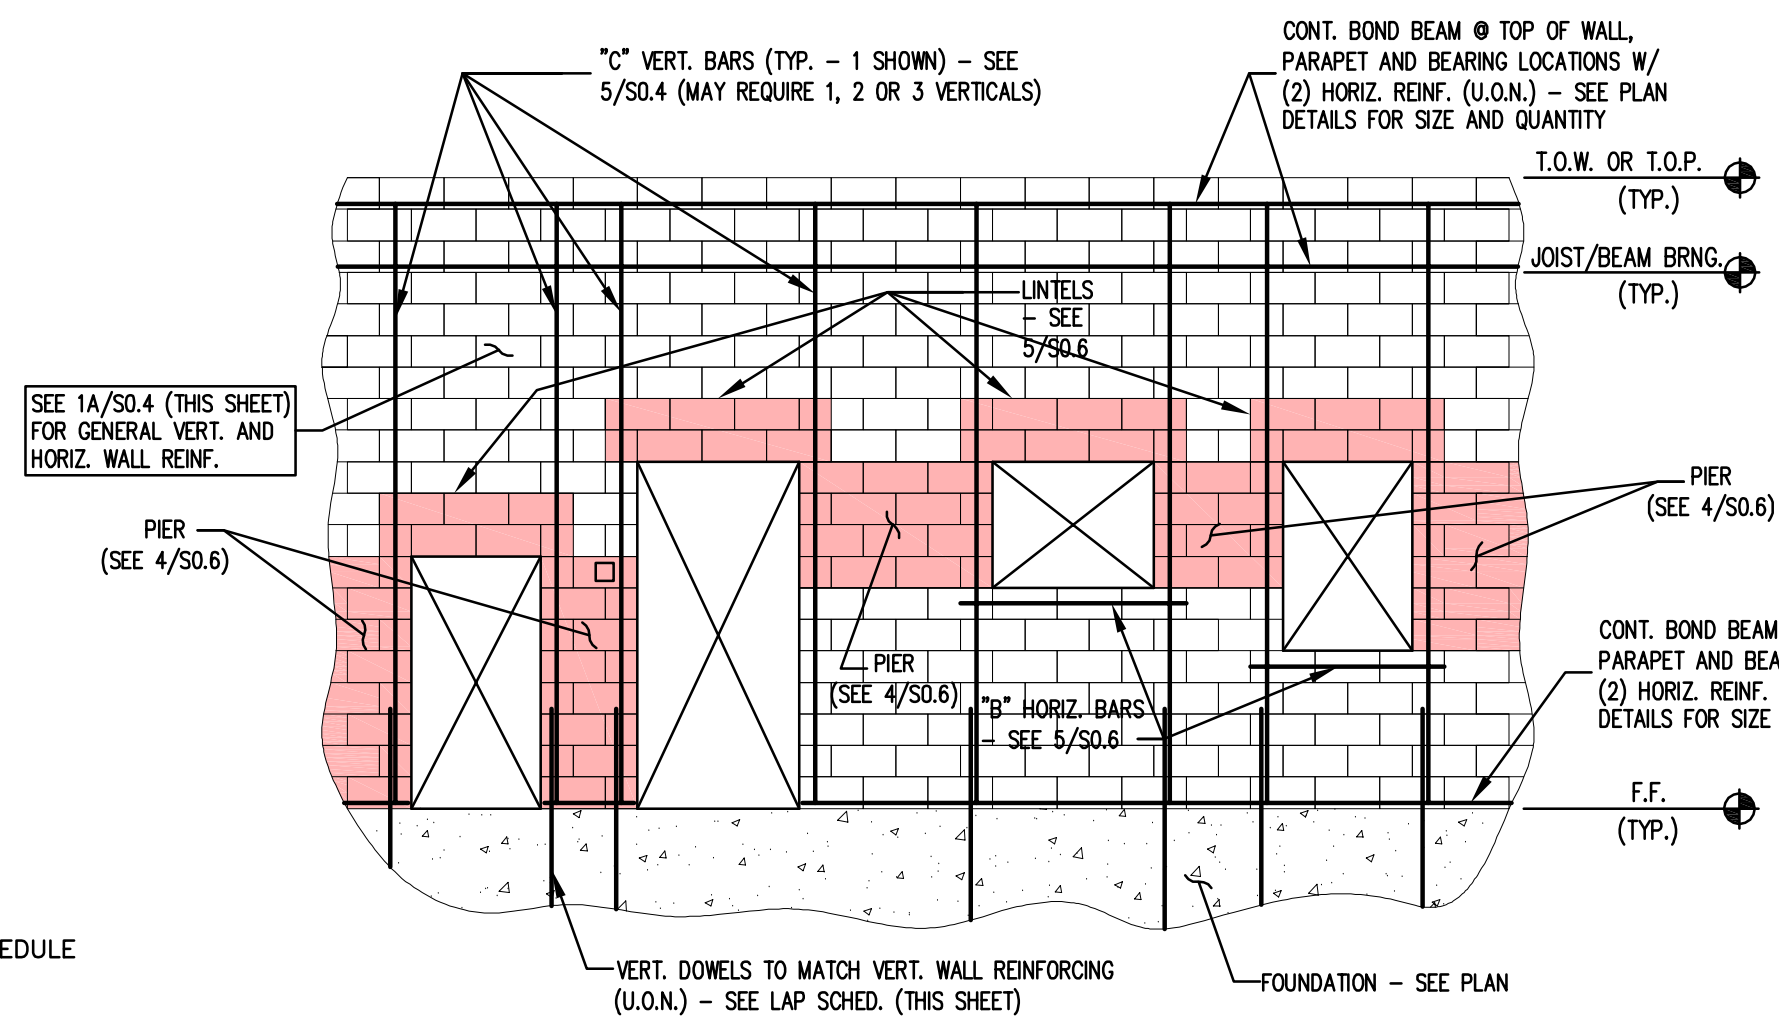 "C" VERT. BARS (TYP. - 1 SHOWN) - SEE
5/S0.4 (MAY REQUIRE 1, 2 OR 3 VERTICALS)
CONT. BOND BEAM @ TOP OF WALL,
PARAPET AND BEARING LOCATIONS W/
(2) HORIZ. REINF. (U.O.N.) - SEE PLAN
DETAILS FOR SIZE AND QUANTITY
T.O.W. OR T.O.P.
(TYP.)
JOIST/BEAM BRNG.
(TYP.)
LINTELS
- SEE
5/S0.6
SEE 1A/S0.4 (THIS SHEET)
FOR GENERAL VERT. AND
HORIZ. WALL REINF.
PIER
(SEE 4/S0.6)
PIER
(SEE 4/S0.6)
PIER
(SEE 4/S0.6)
"B" HORIZ. BARS
- SEE 5/S0.6
CONT. BOND BEAM
PARAPET AND BEA
(2) HORIZ. REINF.
DETAILS FOR SIZE
F.F.
(TYP.)
EDULE
VERT. DOWELS TO MATCH VERT. WALL REINFORCING
(U.O.N.) - SEE LAP SCHED. (THIS SHEET)
FOUNDATION - SEE PLAN